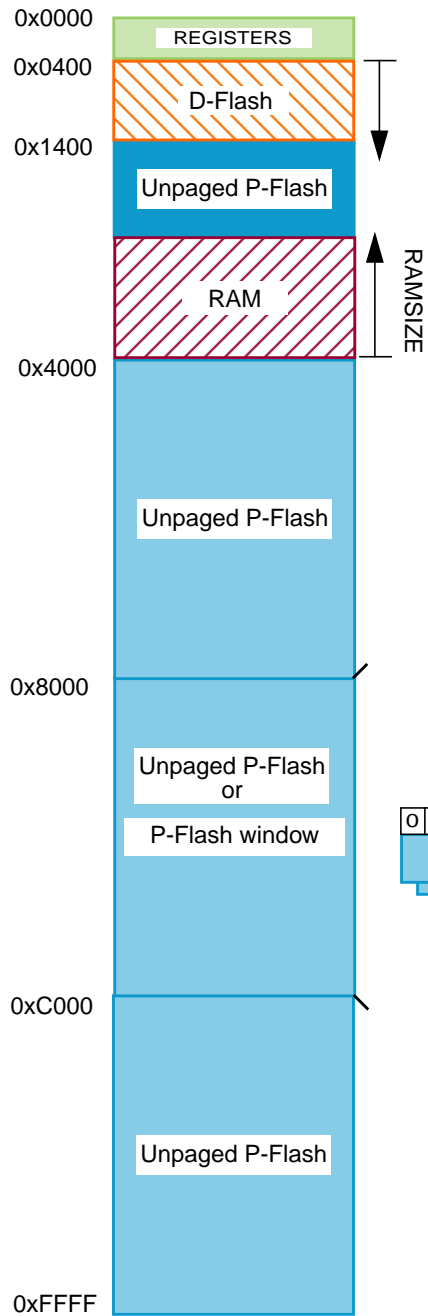 0x0000
REGISTERS
0x0400
D-Flash
0x1400
Unpaged P-Flash
RAM
RAMSIZE
0x4000
Unpaged P-Flash
0x8000
Unpaged P-Flash
or
P-Flash window
0
0xC000
Unpaged P-Flash
0xFFFF